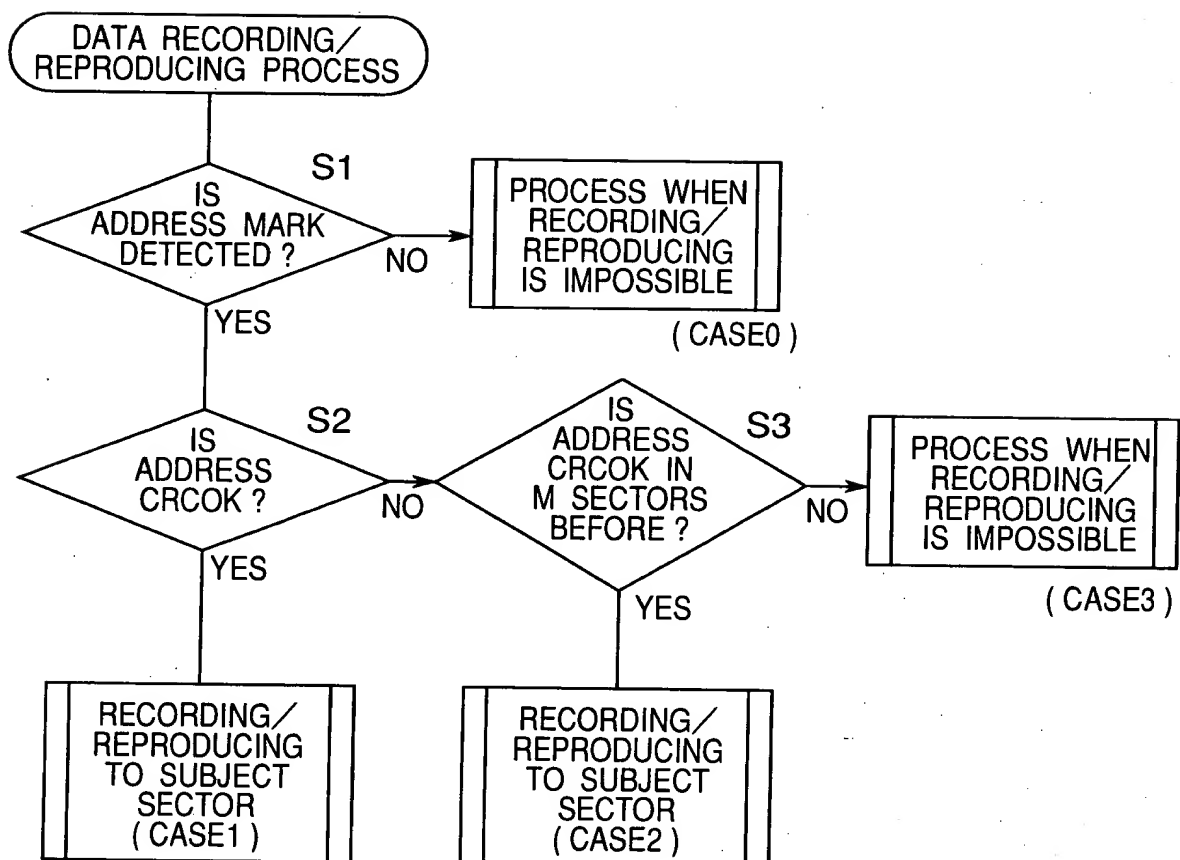 DATA RECORDING/
REPRODUCING PROCESS
S1
IS
ADDRESS MARK
DETECTED ?
NO
YES
PROCESS WHEN
RECORDING/
REPRODUCING
IS IMPOSSIBLE
( CASE0 )
S2
IS
ADDRESS
CRCOK ?
NO
YES
S3
IS
ADDRESS
CRCOK IN
M SECTORS
BEFORE ?
NO
YES
PROCESS WHEN
RECORDING/
REPRODUCING
IS IMPOSSIBLE
( CASE3 )
RECORDING/
REPRODUCING
TO SUBJECT
SECTOR
( CASE1 )
RECORDING/
REPRODUCING
TO SUBJECT
SECTOR
( CASE2 )